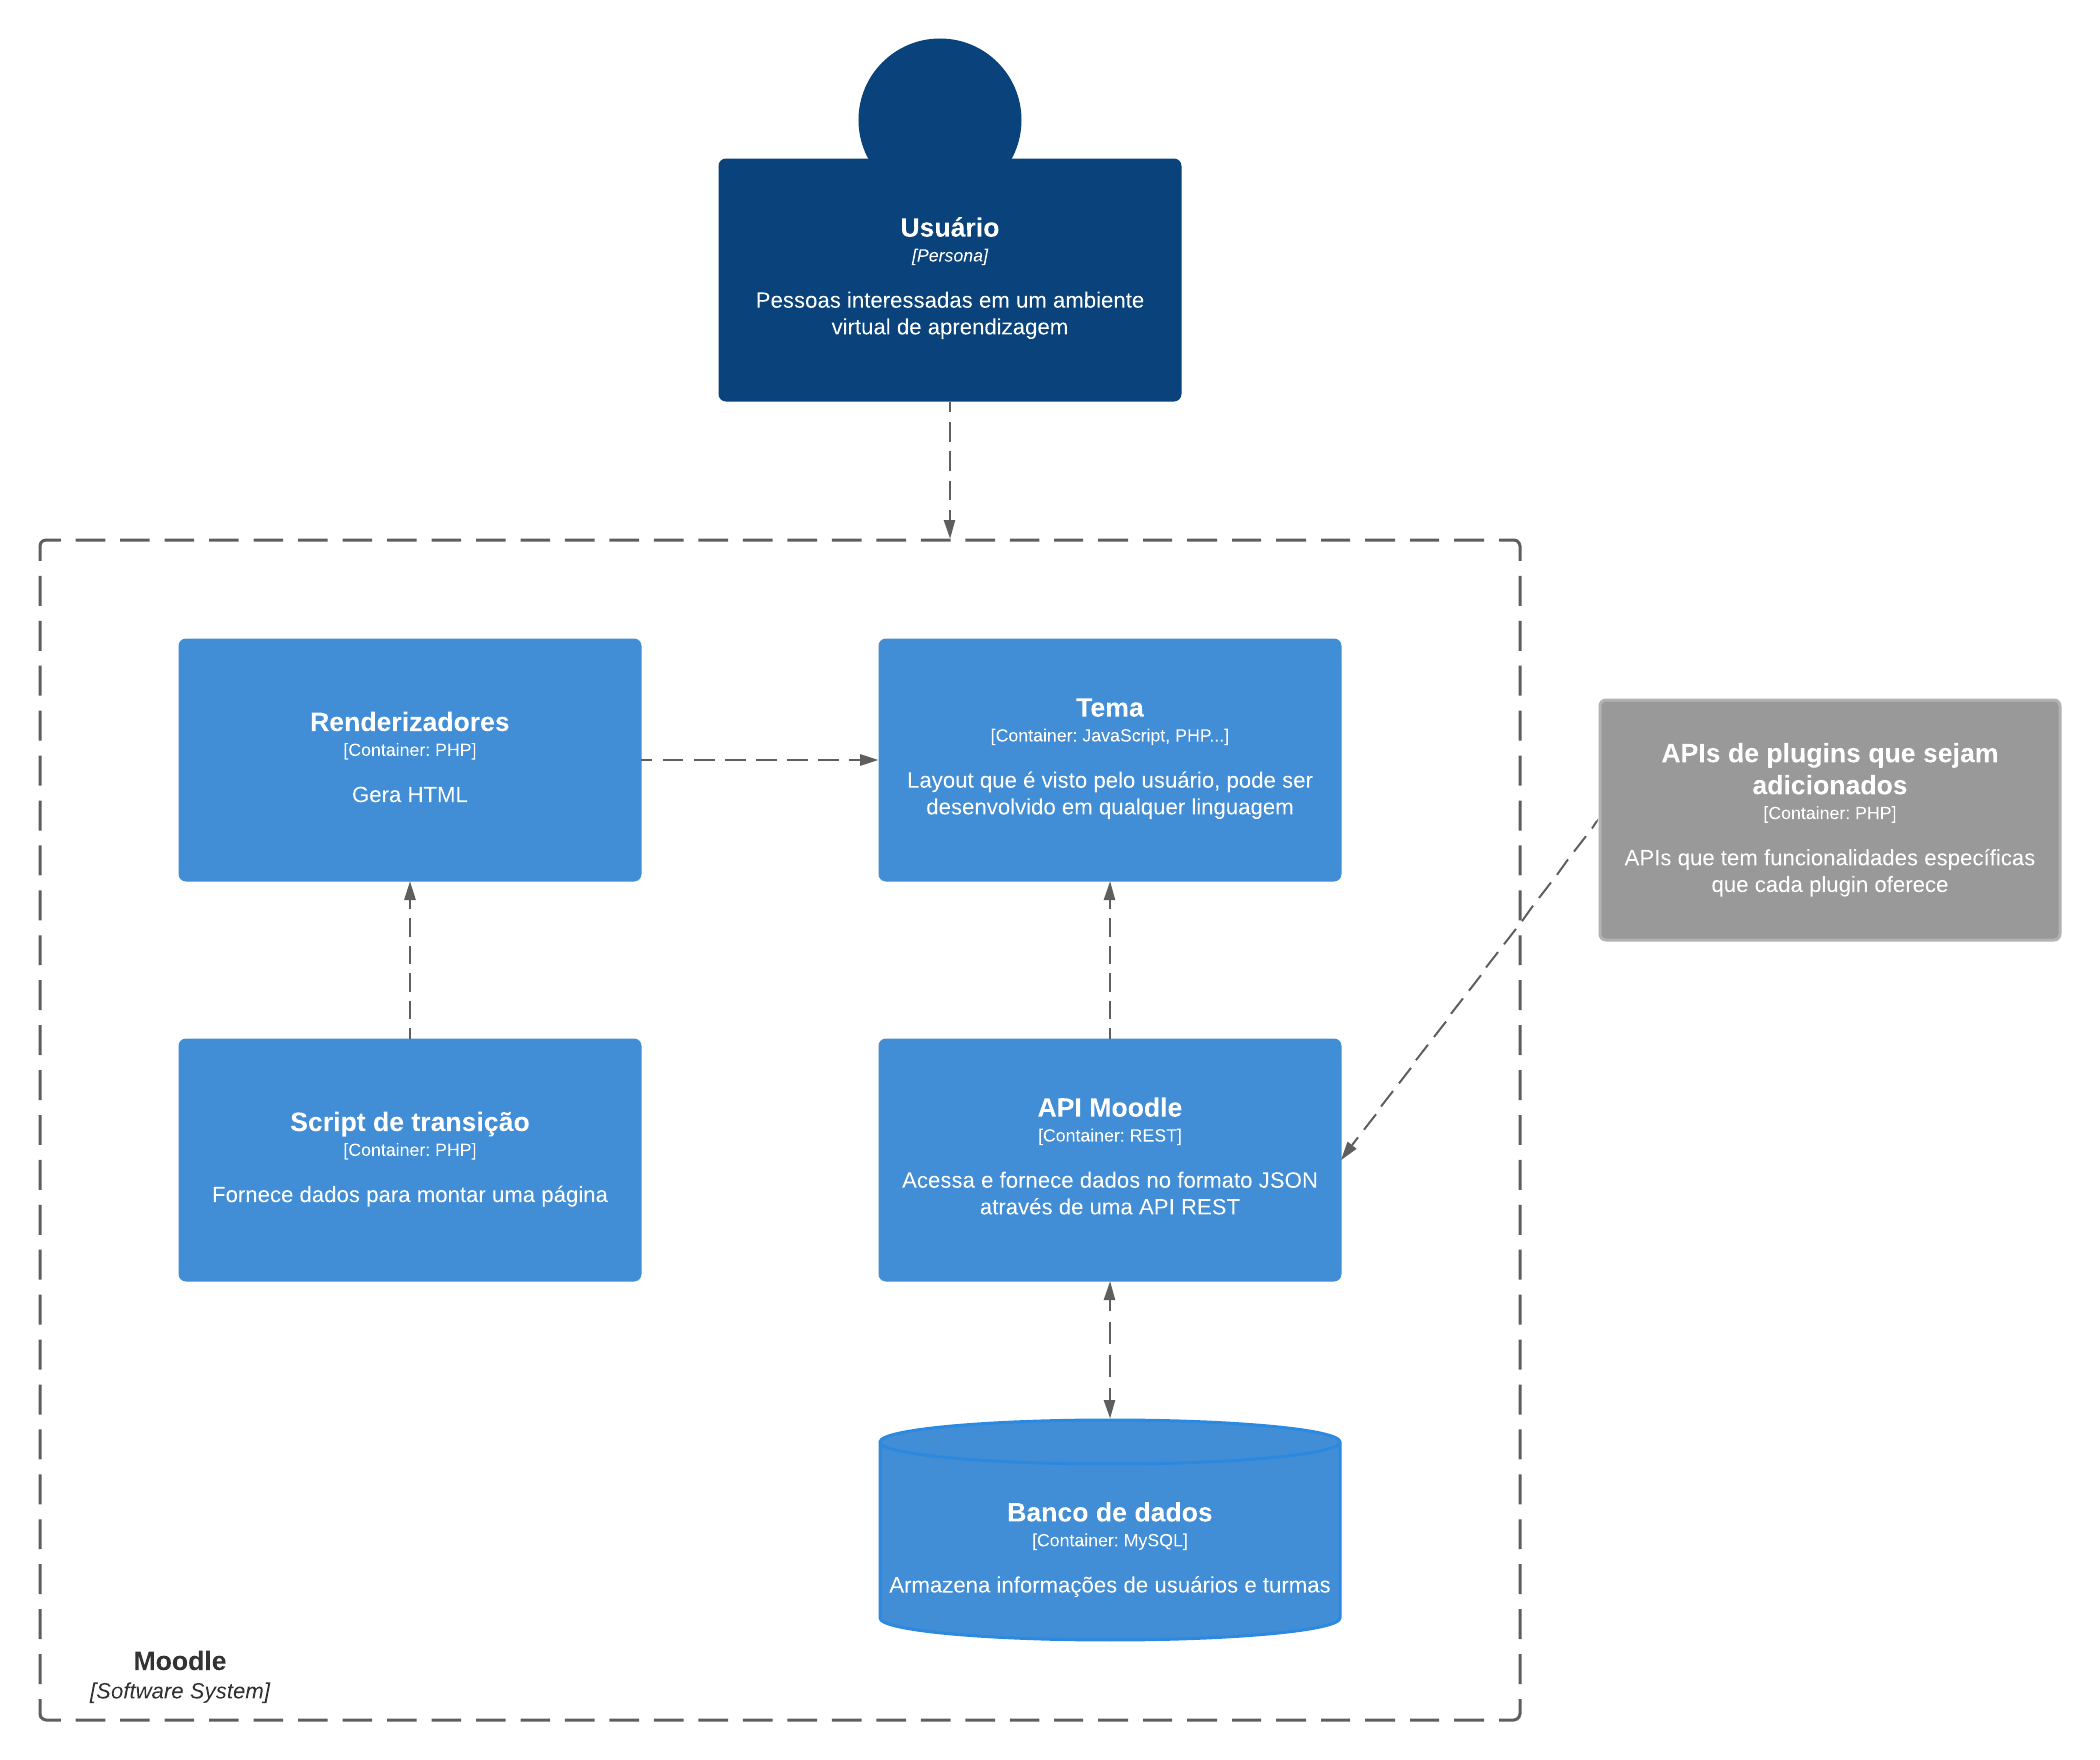 Usuário
[Persona]
Pessoas interessadas em um ambiente
virtual de aprendizagem
Renderizadores
[Container: PHP]
Gera HTML
Tema
[Container: JavaScript, PHP...]
Layout que é visto pelo usuário, pode ser
desenvolvido em qualquer linguagem
APIs de plugins que sejam
adicionados
[Container: PHP]
APIs que tem funcionalidades específicas
que cada plugin oferece
Script de transição
[Container: PHP]
Fornece dados para montar uma página
API Moodle
[Container: REST]
Acessa e fornece dados no formato JSON
através de uma API REST
Banco de dados
[Container: MySQL]
Armazena informações de usuários e turmas
Moodle
[Software System]